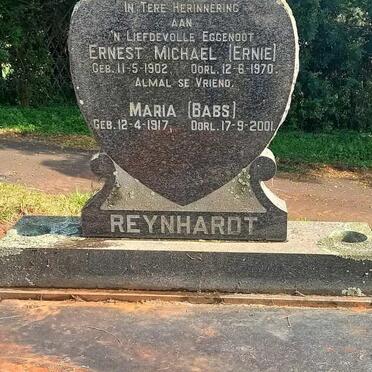 IN TERE HERINNERING
AAN
'N LIEFDEVOLLE EGGENOOT
ERNEST MICHAEL (ERNIE)
GEB. 11-5-1902. OORL. 12-6-1970.
ALMAL SE VRIEND.
MARIA (BABS)
GEB. 12-4-1917. OORL. 17-9-2001.
REYNHARDT